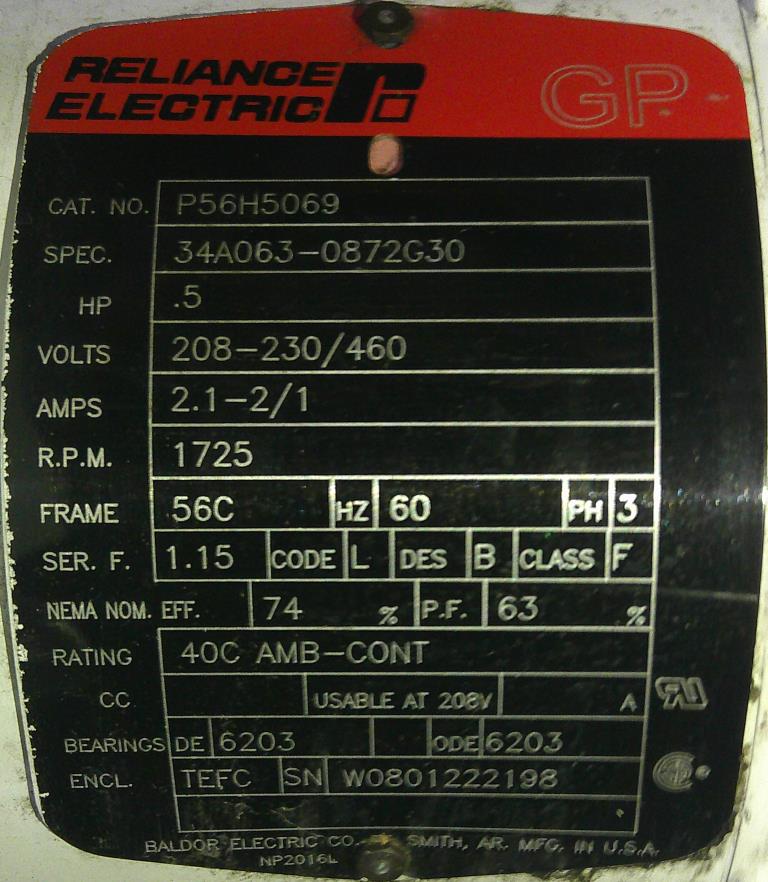 RELIANCE
ELECTRIC
GP
CAT. NO. P56H5069
SPEC. 34A063-0872G30
HP .5
VOLTS 208-230/460
AMPS 2.1-2/1
R.P.M. 1725
FRAME 56C HZ 60 PH 3
SER. F. 1.15 CODE L DES B CLASS F
NEMA NOM. EFF. 74 % P.F. 63 %
RATING 40C AMB-CONT
CC USABLE AT 208V A
BEARINGS DE 6203 ODE 6203
ENCL. TEFC SN W0801222198
BALDOR ELECTRIC CO. SMITH, AR. MFG. IN U.S.A.
NP2016L